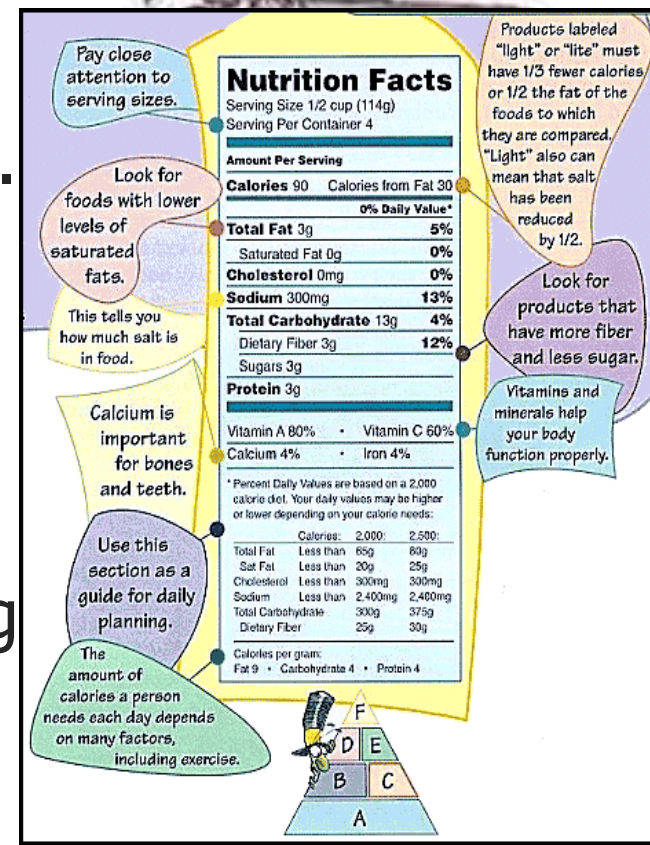 Pay close
attention to
serving sizes.
Look for
foods with lower
levels of
saturated
fats.
This tells you
how much salt is
in food.
Calcium is
important
for bones
and teeth.
Use this
section as a
guide for daily
planning.
The
amount of
calories a person
needs each day depends
on many factors,
including exercise.
Nutrition Facts
Serving Size 1/2 cup (114g)
Serving Per Container 4
Amount Per Serving
Calories 90 Calories from Fat 30
0% Daily Value*
Total Fat 3g 5%
Saturated Fat 0g 0%
Cholesterol 0mg 0%
Sodium 300mg 13%
Total Carbohydrate 13g 4%
Dietary Fiber 3g 12%
Sugars 3g
Protein 3g
Vitamin A 80% • Vitamin C 60%
Calcium 4% • Iron 4%
* Percent Daily Values are based on a 2,000
calorie diet. Your daily values may be higher
or lower depending on your calorie needs:
Calories: 2,000: 2,500:
Total Fat Less than 65g 80g
Sat Fat Less than 20g 25g
Cholesterol Less than 300mg 300mg
Sodium Less than 2,400mg 2,400mg
Total Carbohydrate 300g 375g
Dietary Fiber 25g 30g
Calories per gram:
Fat 9 • Carbohydrate 4 • Protein 4
Products labeled
"light" or "lite" must
have 1/3 fewer calories
or 1/2 the fat of the
foods to which
they are compared.
"Light" also can
mean that salt
has been
reduced
by 1/2.
Look for
products that
have more fiber
and less sugar.
Vitamins and
minerals help
your body
function properly.
g
F
D E
B C
A